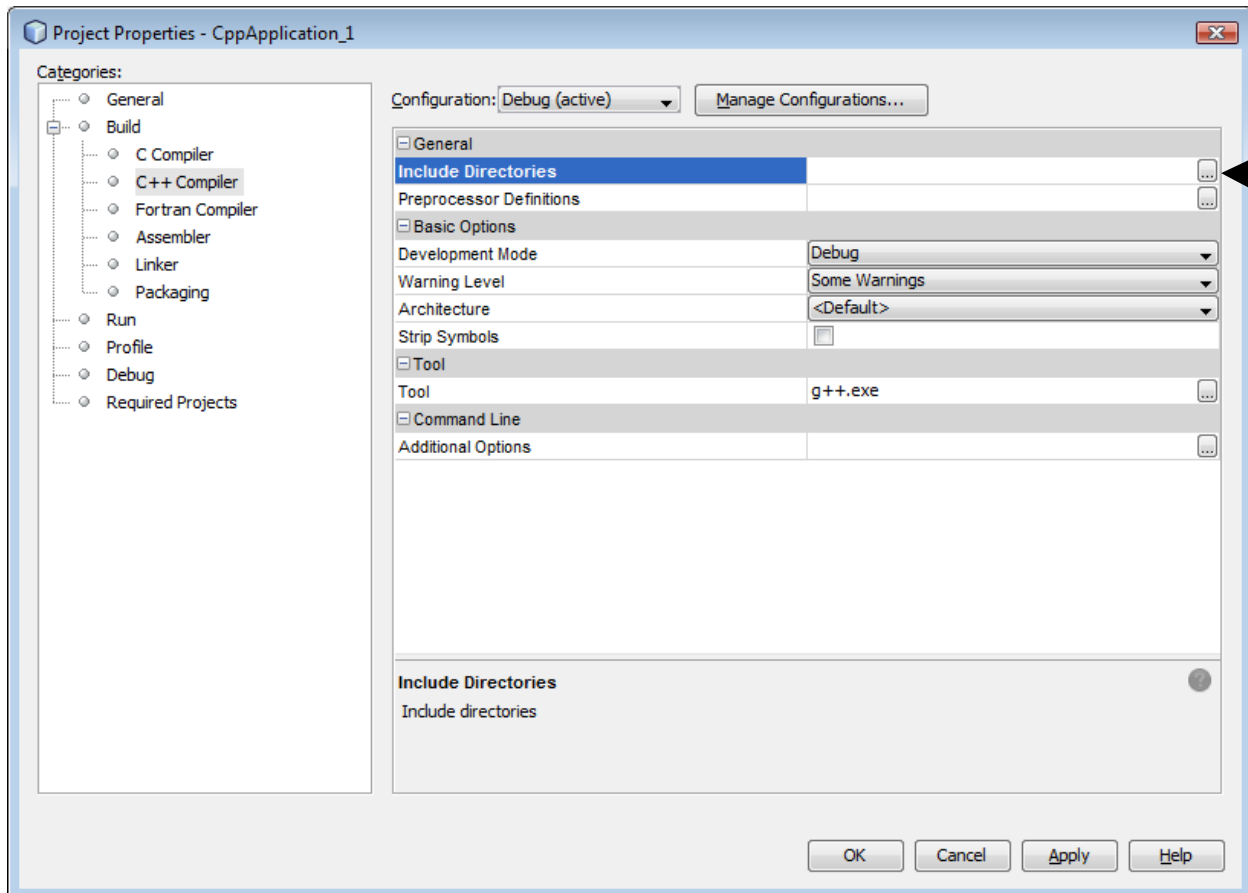 Project Properties - CppApplication_1
Categories:
General
Build
C Compiler
C++ Compiler
Fortran Compiler
Assembler
Linker
Packaging
Run
Profile
Debug
Required Projects
Configuration: Debug (active) Manage Configurations...
General
Include Directories ...
Preprocessor Definitions ...
Basic Options
Development Mode Debug
Warning Level Some Warnings
Architecture <Default>
Strip Symbols
Tool
Tool g++.exe ...
Command Line
Additional Options ...
Include Directories ?
Include directories
OK Cancel Apply Help